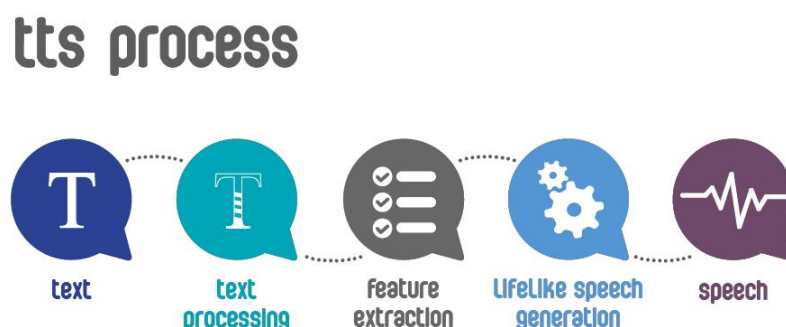 tts process
T
T
text
text
processing
feature
extraction
lifelike speech
generation
speech